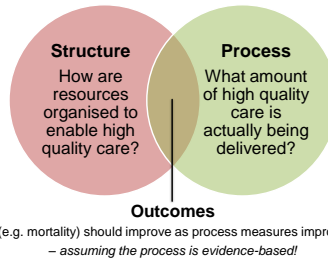 Structure
How are
resources
organised to
enable high
quality care?
Process
What amount
of high quality
care is
actually being
delivered?
Outcomes
(e.g. mortality) should improve as process measures
– assuming the process is evidence-based!